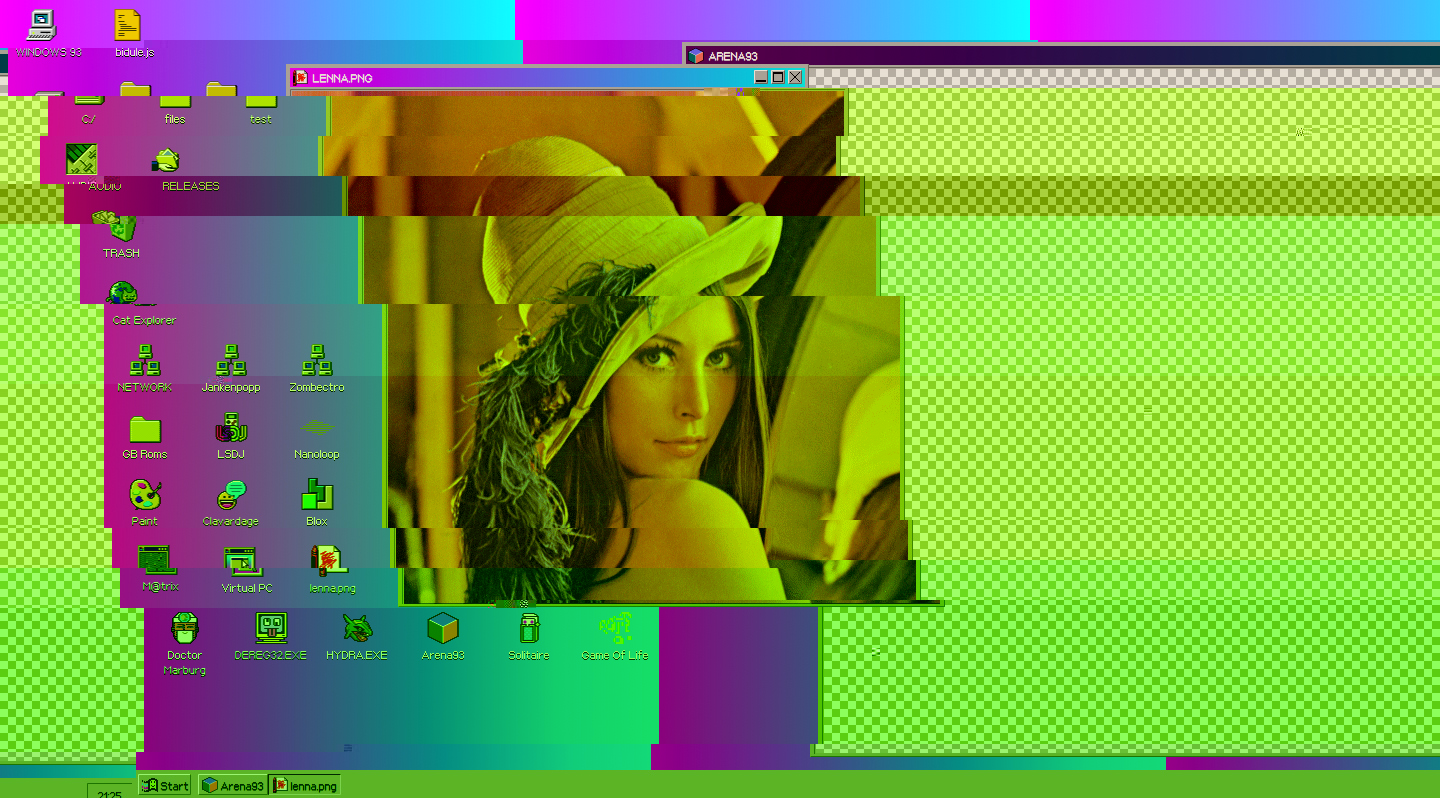 WINDOWS 93
bidule.js
ARENA93
LENNA.PNG
C:/
files
test
AUDIO
RELEASES
TRASH
Cat Explorer
NETWORK
Jankenpopp
Zombectro
GB Roms
LSDJ
Nanoloop
Paint
Clavardage
Blox
M@trix
Virtual PC
lenna.png
Doctor
Marburg
DEREG32.EXE
HYDRA.EXE
Arena93
Solitaire
Game Of Life
Start
Arena93
lenna.png
21:25